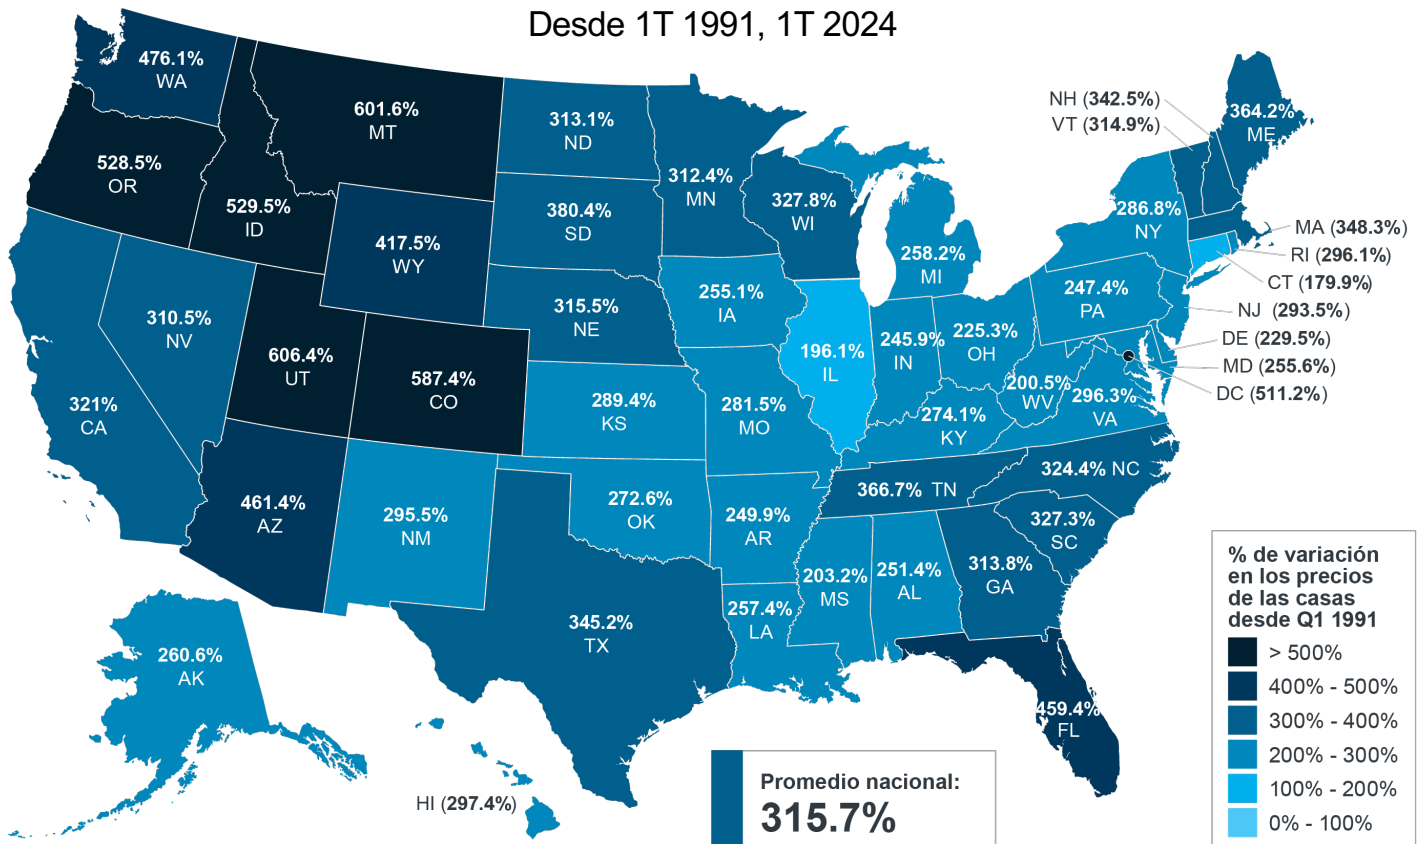 Desde 1T 1991, 1T 2024
476.1%
WA
601.6%
MT
313.1%
ND
NH (342.5%)
VT (314.9%)
364.2%
ME
528.5%
OR
529.5%
ID
312.4%
MN
327.8%
WI
380.4%
SD
286.8%
NY
417.5%
WY
258.2%
MI
MA (348.3%)
RI (296.1%)
CT (179.9%)
NJ (293.5%)
DE (229.5%)
MD (255.6%)
DC (511.2%)
247.4%
PA
255.1%
IA
315.5%
NE
310.5%
NV
606.4%
UT
587.4%
CO
196.1%
IL
245.9%
IN
225.3%
OH
200.5%
WV
296.3%
VA
321%
CA
289.4%
KS
281.5%
MO
274.1%
KY
324.4% NC
366.7% TN
461.4%
AZ
295.5%
NM
272.6%
OK
249.9%
AR
327.3%
SC
203.2%
MS
251.4%
AL
313.8%
GA
257.4%
LA
345.2%
TX
260.6%
AK
459.4%
FL
HI (297.4%)
Promedio nacional:
315.7%
% de variación
en los precios
de las casas
desde Q1 1991
> 500%
400% - 500%
300% - 400%
200% - 300%
100% - 200%
0% - 100%